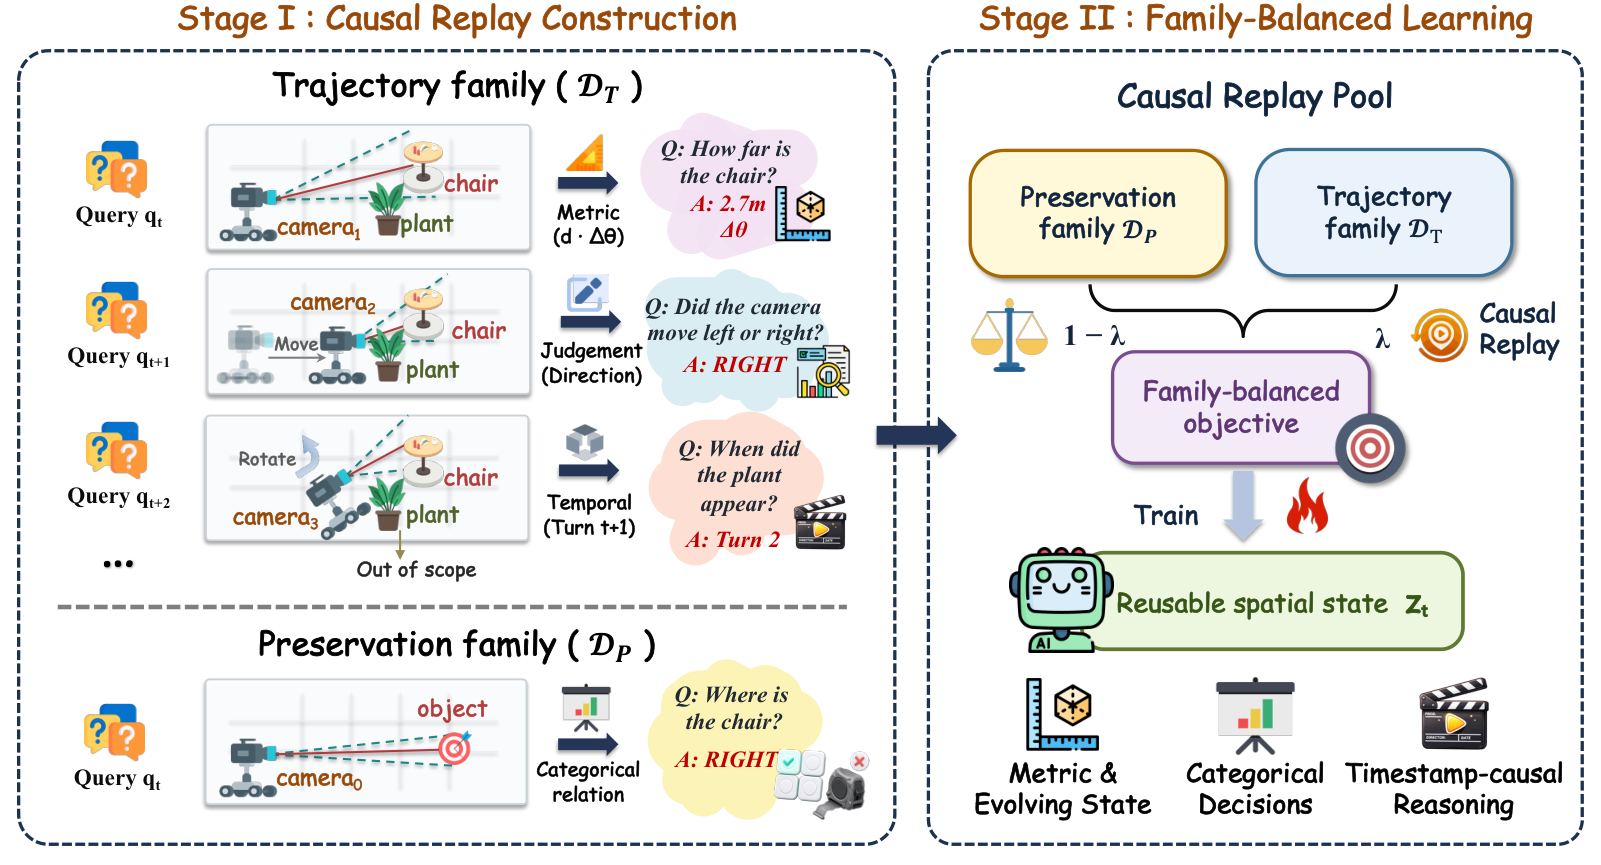 Stage I : Causal Replay Construction
Trajectory family ( 𝒟T )
Query qt
camera1
chair
plant
Metric
(d · Δθ)
Q: How far is
the chair?
A: 2.7m
Δθ
Query qt+1
camera2
Move
chair
plant
Judgement
(Direction)
Q: Did the camera
move left or right?
A: RIGHT
Query qt+2
Rotate
camera3
chair
plant
Out of scope
Temporal
(Turn t+1)
Q: When did
the plant
appear?
A: Turn 2
...
Preservation family ( 𝒟P )
Query qt
camera0
object
Categorical
relation
Q: Where is
the chair?
A: RIGHT
Stage II : Family-Balanced Learning
Causal Replay Pool
Preservation
family 𝒟P
Trajectory
family 𝒟T
1 − λ
λ
Causal
Replay
Family-balanced
objective
Train
AI
Reusable spatial state zt
Metric &
Evolving State
Categorical
Decisions
Timestamp-causal
Reasoning